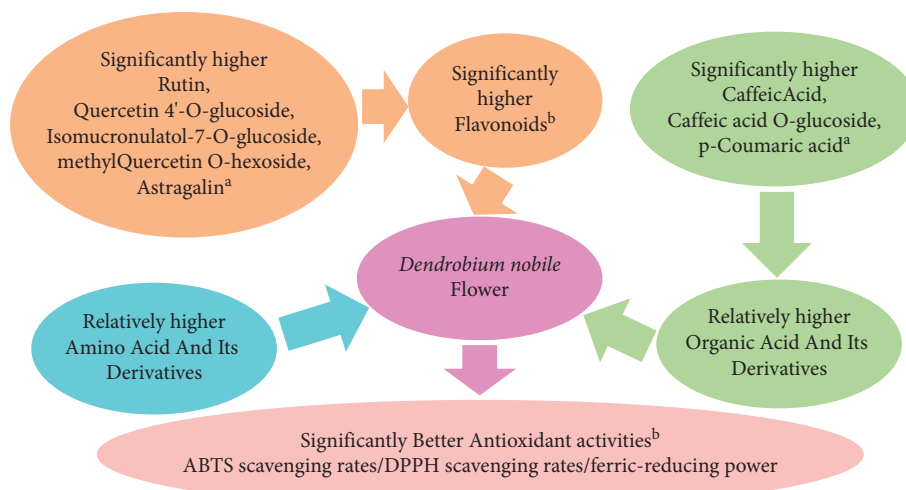 Significantly higher
Rutin,
Quercetin 4'-O-glucoside,
Isomucronulatol-7-O-glucoside,
methylQuercetin O-hexoside,
Astragalinᵃ
Significantly
higher
Flavonoidsᵇ
Significantly higher
CaffeicAcid,
Caffeic acid O-glucoside,
p-Coumaric acidᵃ
Dendrobium nobile
Flower
Relatively higher
Amino Acid And Its
Derivatives
Relatively higher
Organic Acid And Its
Derivatives
Significantly Better Antioxidant activitiesᵇ
ABTS scavenging rates/DPPH scavenging rates/ferric-reducing power